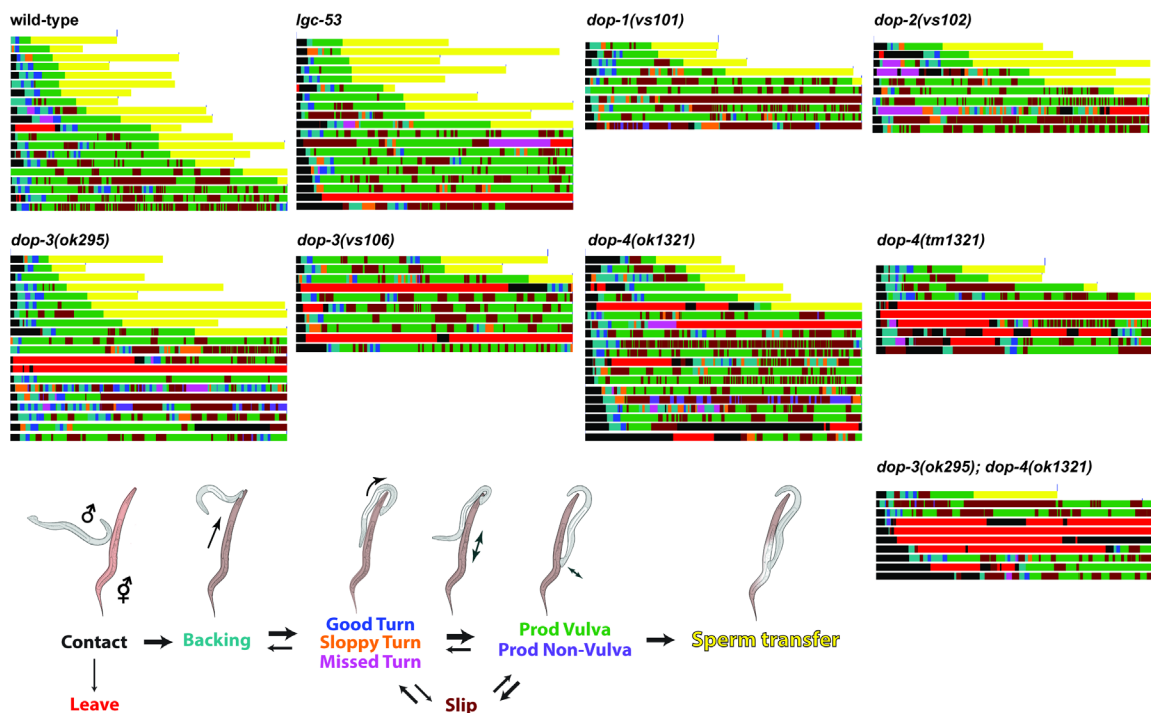 wild-type
lgc-53
dop-1(vs101)
dop-2(vs102)
dop-3(ok295)
dop-3(vs106)
dop-4(ok1321)
dop-4(tm1321)
dop-3(ok295); dop-4(ok1321)
♂
⚥
Contact
Backing
Good Turn
Sloppy Turn
Missed Turn
Prod Vulva
Prod Non-Vulva
Sperm transfer
Leave
Slip